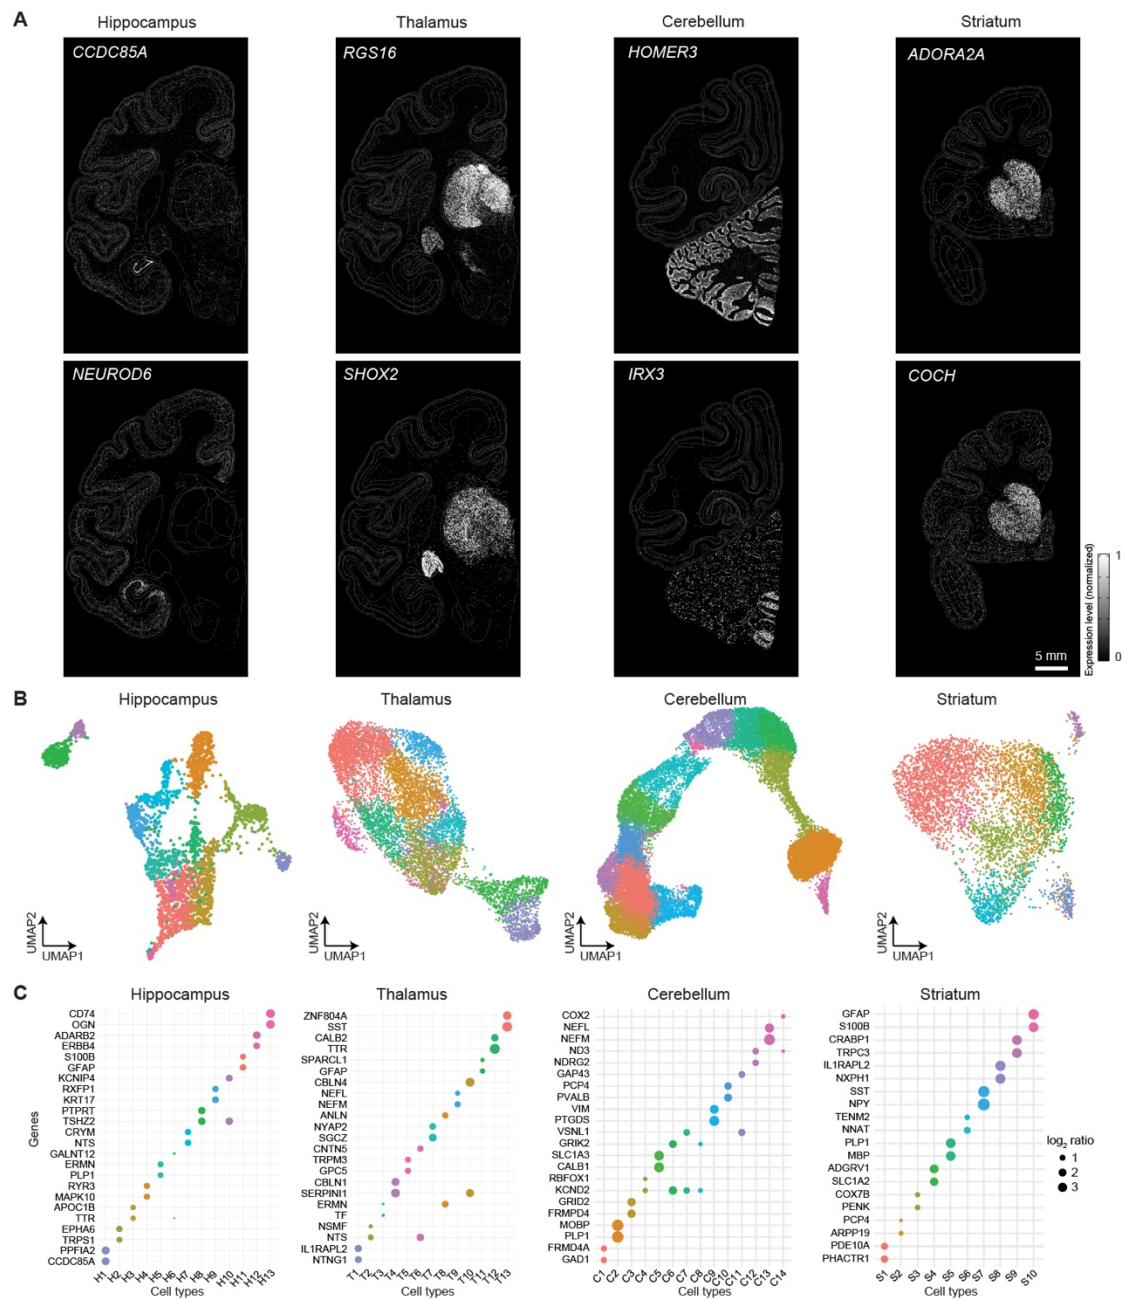 A
Hippocampus
Thalamus
Cerebellum
Striatum
CCDC85A
RGS16
HOMER3
ADORA2A
NEUROD6
SHOX2
IRX3
COCH
Expression level (normalized)
1
0
5 mm
B
Hippocampus
Thalamus
Cerebellum
Striatum
UMAP2
UMAP1
UMAP2
UMAP1
UMAP2
UMAP1
UMAP2
UMAP1
C
Hippocampus
Genes
CD74
OGN
ADARB2
ERBB4
S100B
GFAP
KCNIP4
RXFP1
KRT17
PTPRT
TSHZ2
CRYM
NTS
GALNT12
ERMN
PLP1
RYR3
MAPK10
APOC1B
TTR
EPHA6
TRPS1
PPFIA2
CCDC85A
H1 H2 H3 H4 H5 H6 H7 H8 H9 H10 H11 H12 H13
Cell types
Thalamus
ZNF804A
SST
CALB2
TTR
SPARCL1
GFAP
CBLN4
NEFL
NEFM
ANLN
NYAP2
SGCZ
CNTN5
TRPM3
GPC5
CBLN1
SERPINI1
ERMN
TF
NSMF
NTS
IL1RAPL2
NTNG1
T1 T2 T3 T4 T5 T6 T7 T8 T9 T10 T11 T12 T13
Cell types
Cerebellum
COX2
NEFL
NEFM
ND3
NDRG2
GAP43
PCP4
PVALB
VIM
PTGDS
VSNL1
GRIK2
SLC1A3
CALB1
RBFOX1
KCND2
GRID2
FRMPD4
MOBP
PLP1
FRMD4A
GAD1
C1 C2 C3 C4 C5 C6 C7 C8 C9 C10 C11 C12 C13 C14
Cell types
Striatum
GFAP
S100B
CRABP1
TRPC3
IL1RAPL2
NXPH1
SST
NPY
TENM2
NNAT
PLP1
MBP
ADGRV1
SLC1A2
COX7B
PENK
PCP4
ARPP19
PDE10A
PHACTR1
S1 S2 S3 S4 S5 S6 S7 S8 S9 S10
Cell types
log2 ratio
1
2
3